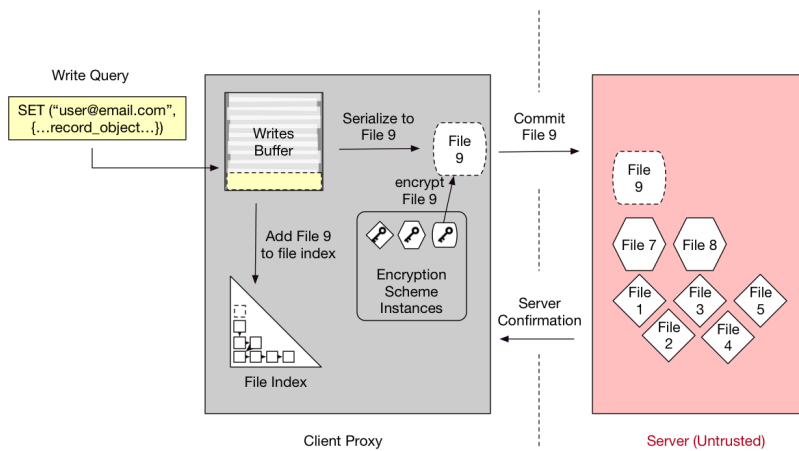 Write Query
SET (“user@email.com”,
{...record_object...})
Writes
Buffer
Serialize to
File 9
File
9
encrypt
File 9
Add File 9
to file index
Encryption
Scheme
Instances
File Index
Client Proxy
Commit
File 9
Server
Confirmation
File
9
File 7
File 8
File
1
File
3
File
5
File
2
File
4
Server (Untrusted)